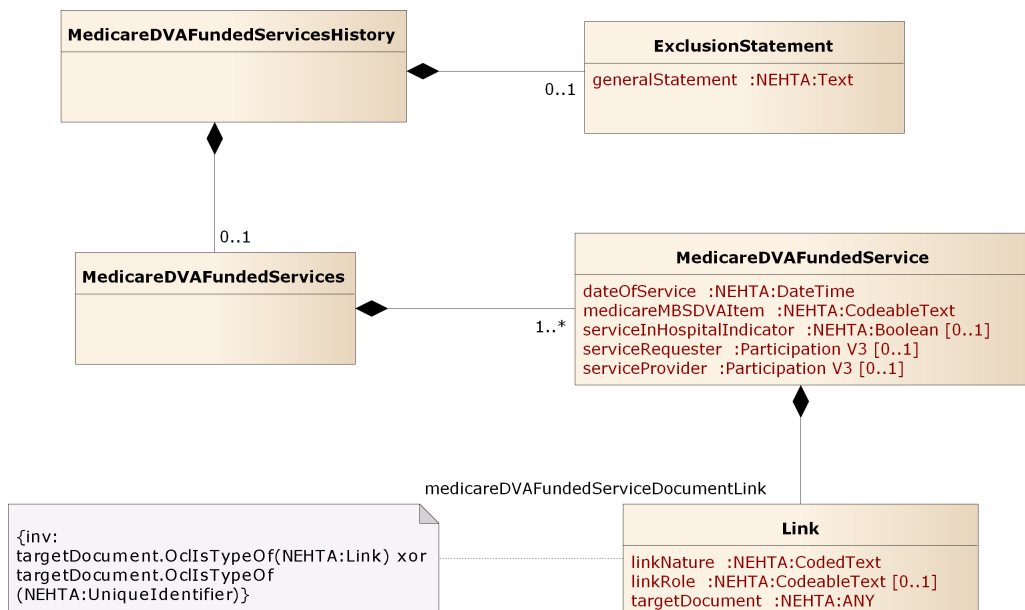 MedicareDVAFundedServicesHistory
ExclusionStatement
generalStatement :NEHTA:Text
0..1
0..1
MedicareDVAFundedServices
MedicareDVAFundedService
dateOfService :NEHTA:DateTime
medicareMBSDVAItem :NEHTA:CodeableText
serviceInHospitalIndicator :NEHTA:Boolean [0..1]
serviceRequester :Participation V3 [0..1]
serviceProvider :Participation V3 [0..1]
1..*
medicareDVAFundedServiceDocumentLink
{inv:
targetDocument.OclIsTypeOf(NEHTA:Link) xor
targetDocument.OclIsTypeOf
(NEHTA:UniqueIdentifier)}
Link
linkNature :NEHTA:CodedText
linkRole :NEHTA:CodeableText [0..1]
targetDocument :NEHTA:ANY